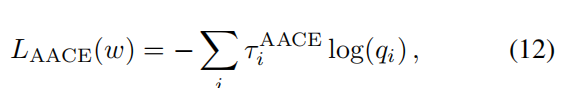 L_AACE(w) = − ∑_i τ_i^AACE log(q_i) , (12)